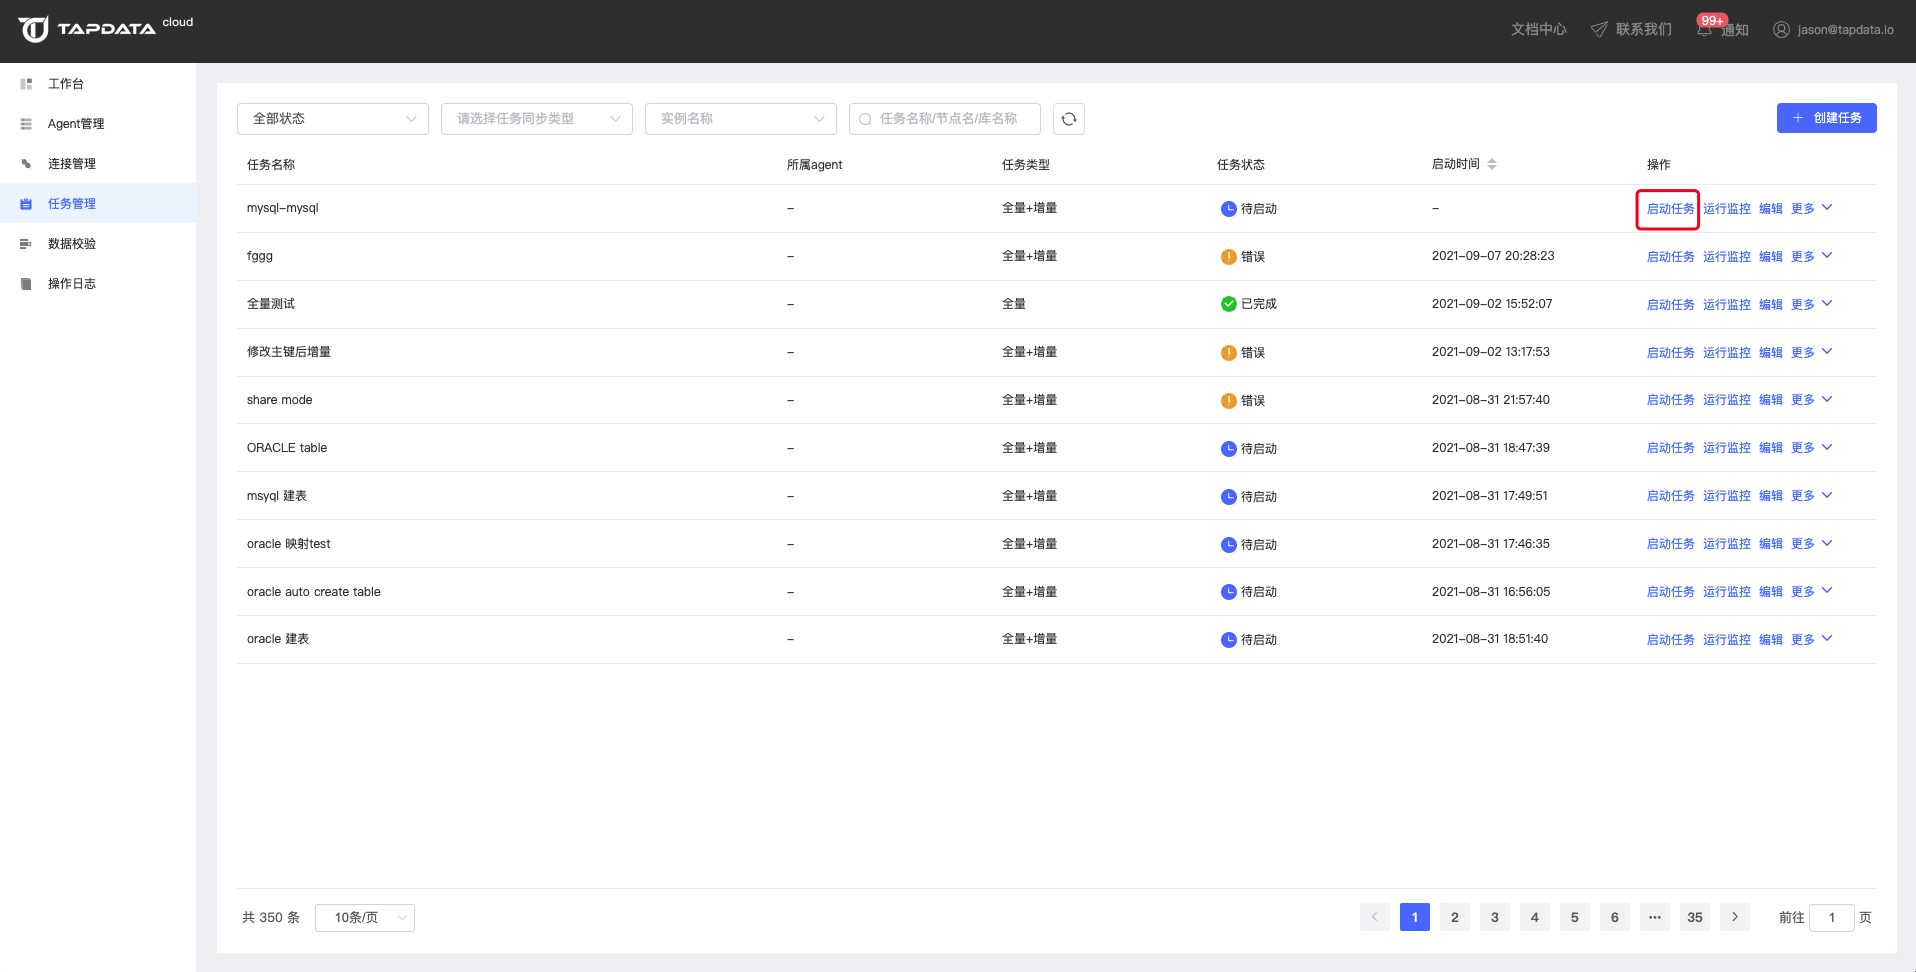 TAPDATA cloud
文档中心 联系我们 99+ 通知 jason@tapdata.io
工作台
Agent管理
连接管理
任务管理
数据校验
操作日志
全部状态 请选择任务同步类型 实例名称 任务名称/节点名/库名称 + 创建任务
任务名称 所属agent 任务类型 任务状态 启动时间 操作
mysql-mysql - 全量+增量 待启动 - 启动任务 运行监控 编辑 更多
fggg - 全量+增量 错误 2021-09-07 20:28:23 启动任务 运行监控 编辑 更多
全量测试 - 全量 已完成 2021-09-02 15:52:07 启动任务 运行监控 编辑 更多
修改主键后增量 - 全量+增量 错误 2021-09-02 13:17:53 启动任务 运行监控 编辑 更多
share mode - 全量+增量 错误 2021-08-31 21:57:40 启动任务 运行监控 编辑 更多
ORACLE table - 全量+增量 待启动 2021-08-31 18:47:39 启动任务 运行监控 编辑 更多
msyql 建表 - 全量+增量 待启动 2021-08-31 17:49:51 启动任务 运行监控 编辑 更多
oracle 映射test - 全量+增量 待启动 2021-08-31 17:46:35 启动任务 运行监控 编辑 更多
oracle auto create table - 全量+增量 待启动 2021-08-31 16:56:05 启动任务 运行监控 编辑 更多
oracle 建表 - 全量+增量 待启动 2021-08-31 18:51:40 启动任务 运行监控 编辑 更多
共 350 条 10条/页 1 2 3 4 5 6 ··· 35 前往 1 页